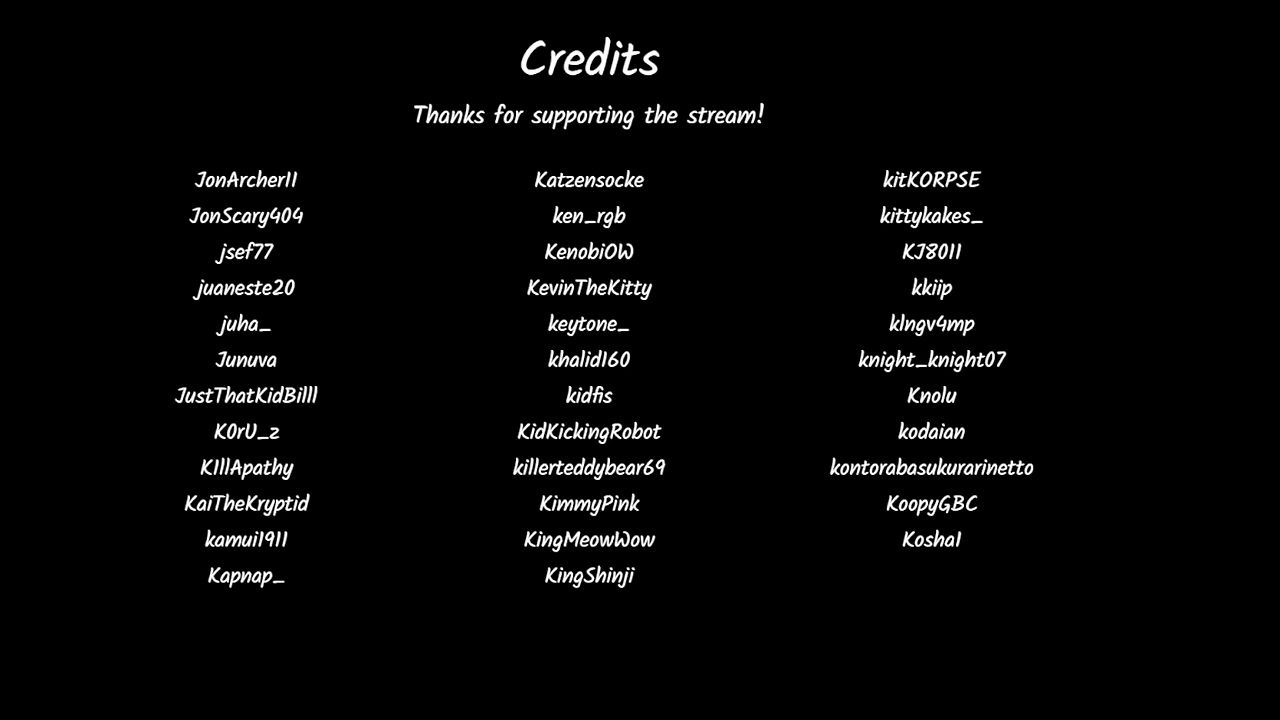 Credits
Thanks for supporting the stream!
JonArcher11
JonScary404
jsef77
juaneste20
juha_
Junuva
JustThatKidBilll
K0rU_z
K1llApathy
KaiTheKryptid
kamui1911
Kapnap_
Katzensocke
ken_rgb
KenobiOW
KevinTheKitty
keytone_
khalid160
kidfis
KidKickingRobot
killerteddybear69
KimmyPink
KingMeowWow
KingShinji
kitKORPSE
kittykakes_
KJ8011
kkiip
klngv4mp
knight_knight07
Knolu
kodaian
kontorabasukurarinetto
KoopyGBC
Kosha1